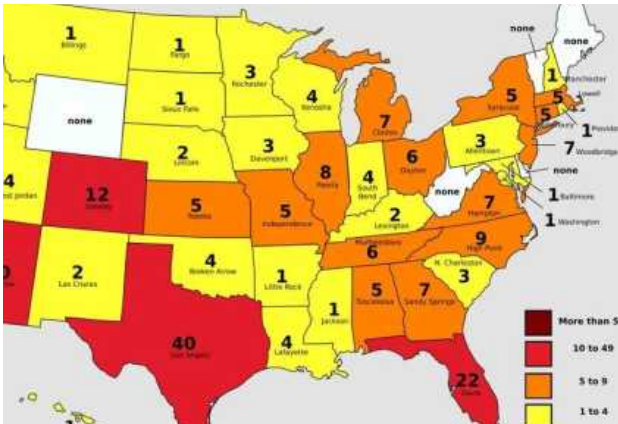 1
Billings
1
Fargo
3
Rochester
4
Kenosha
7
Clinton
5
Syracuse
none
none
1
Manchester
5
Lowell
5
1
Providence
7
Woodbridge
none
1
Baltimore
1
Washington
none
1
Sioux Falls
2
Lincoln
3
Davenport
8
Peoria
4
South
Bend
6
Dayton
3
Allentown
none
7
Hampton
2
Lexington
4
12
5
Topeka
5
Independence
Murfreesboro
6
9
High Point
N. Charleston
3
0
2
Las Cruces
4
Broken Arrow
1
Little Rock
1
Jackson
5
Tuscaloosa
7
Sandy Springs
40
San Angelo
4
Lafayette
22
Davie
More than 5
10 to 49
5 to 9
1 to 4